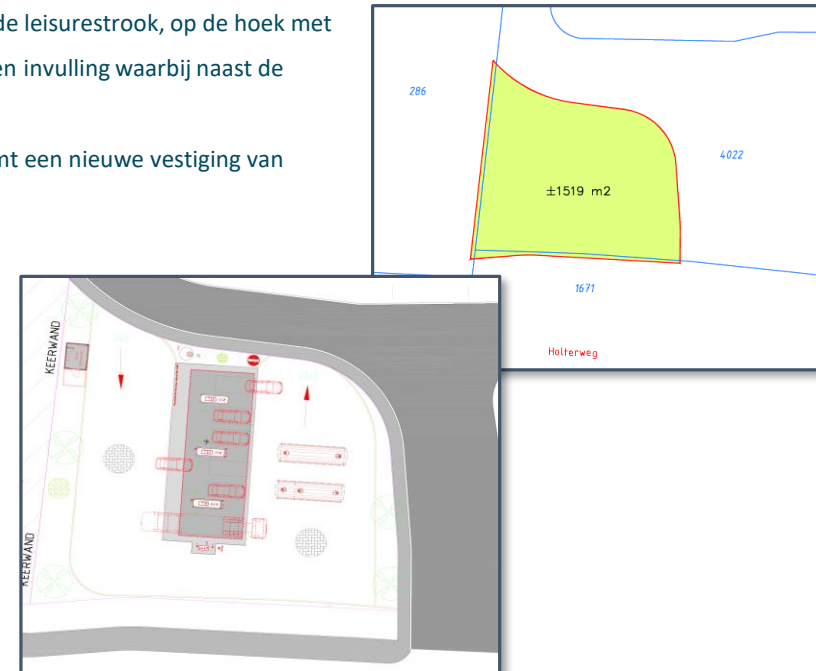 de leisurestrook, op de hoek met
en invulling waarbij naast de
mt een nieuwe vestiging van
286
4022
±1519 m2
1671
Holterweg
KEERWAND
KEERWAND